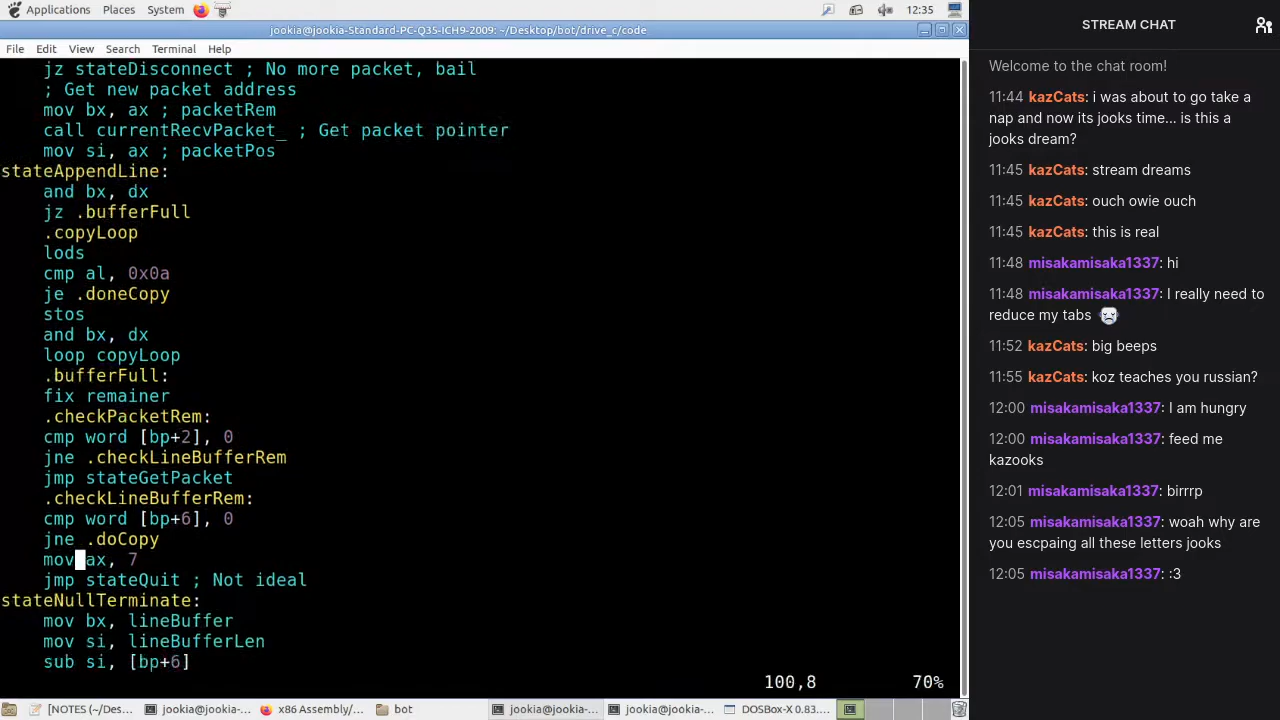 Applications Places System 12:35
jookia@jookia-Standard-PC-Q35-ICH9-2009: ~/Desktop/bot/drive_c/code
File Edit View Search Terminal Help
jz stateDisconnect ; No more packet, bail
; Get new packet address
mov bx, ax ; packetRem
call currentRecvPacket_ ; Get packet pointer
mov si, ax ; packetPos
stateAppendLine:
and bx, dx
jz .bufferFull
.copyLoop
lods
cmp al, 0x0a
je .doneCopy
stos
and bx, dx
loop copyLoop
.bufferFull:
fix remainer
.checkPacketRem:
cmp word [bp+2], 0
jne .checkLineBufferRem
jmp stateGetPacket
.checkLineBufferRem:
cmp word [bp+6], 0
jne .doCopy
mov ax, 7
jmp stateQuit ; Not ideal
stateNullTerminate:
mov bx, lineBuffer
mov si, lineBufferLen
sub si, [bp+6]
100,8 70%
[NOTES (~/Des... jookia@jookia-... x86 Assembly/... bot jookia@jookia-... jookia@jookia-... DOSBox-X 0.83....
STREAM CHAT
Welcome to the chat room!
11:44 kazCats: i was about to go take a
nap and now its jooks time... is this a
jooks dream?
11:45 kazCats: stream dreams
11:45 kazCats: ouch owie ouch
11:45 kazCats: this is real
11:48 misakamisaka1337: hi
11:48 misakamisaka1337: I really need to
reduce my tabs
11:52 kazCats: big beeps
11:55 kazCats: koz teaches you russian?
12:00 misakamisaka1337: I am hungry
12:00 misakamisaka1337: feed me
kazooks
12:01 misakamisaka1337: birrrp
12:05 misakamisaka1337: woah why are
you escpaing all these letters jooks
12:05 misakamisaka1337: :3